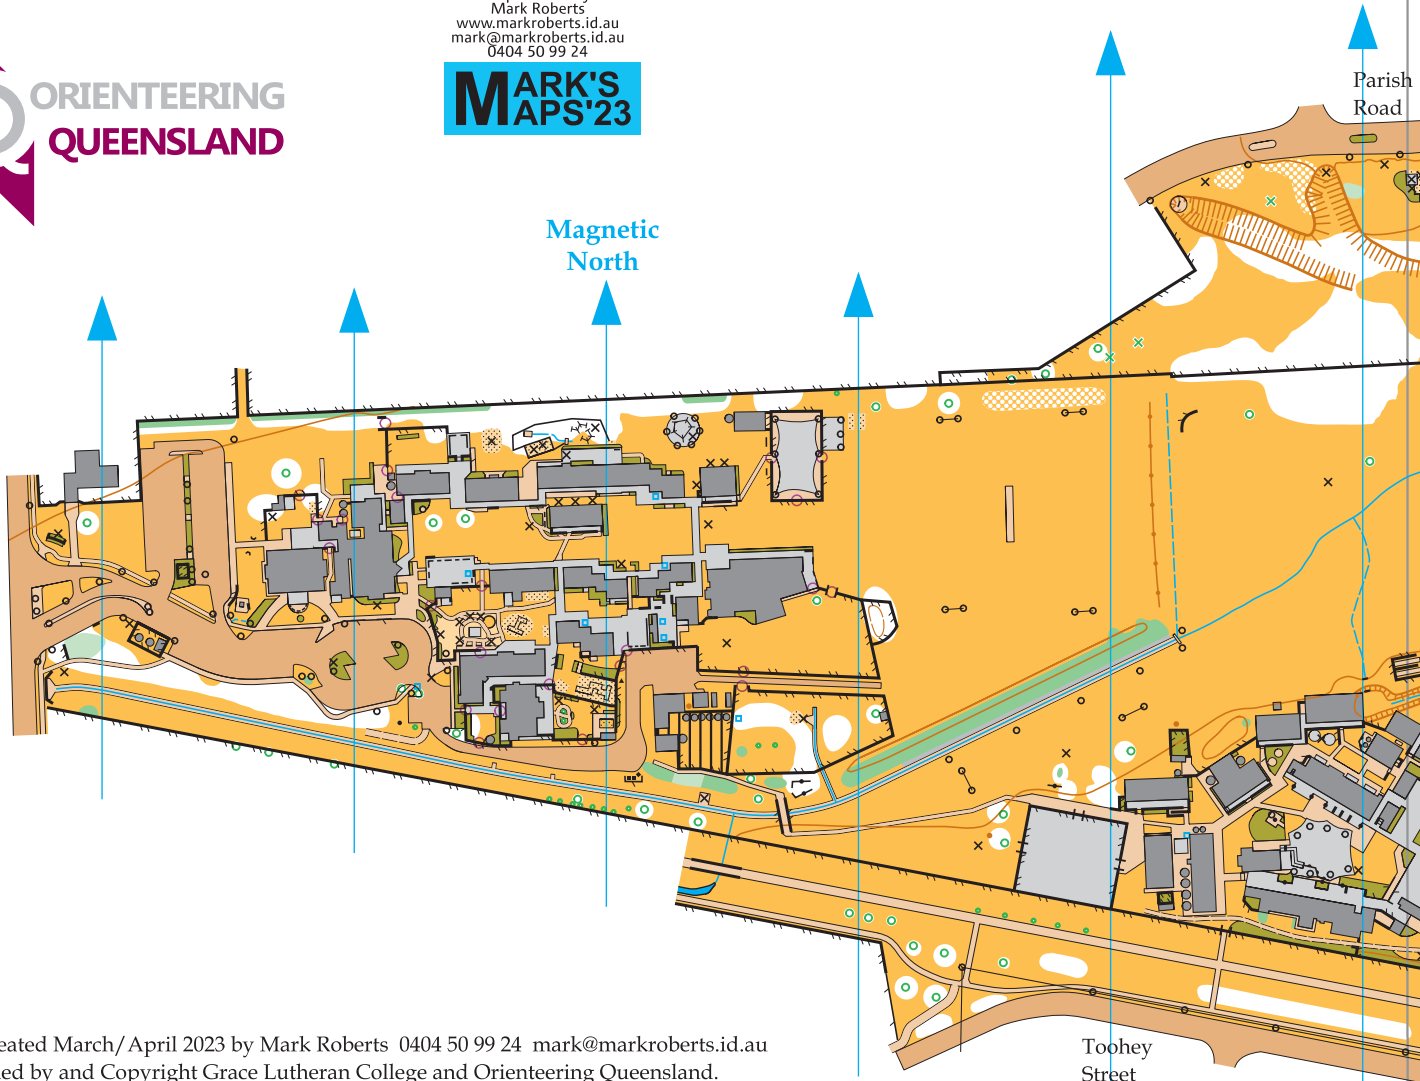 Mark Roberts
www.markroberts.id.au
mark@markroberts.id.au
0404 50 99 24
MARK'S
MAPS'23
ORIENTEERING
QUEENSLAND
Parish
Road
Magnetic
North
Toohey
Street
March/April 2023 by Mark Roberts 0404 50 99 24 mark@markroberts.id.au
by and Copyright Grace Lutheran College and Orienteering Queensland.